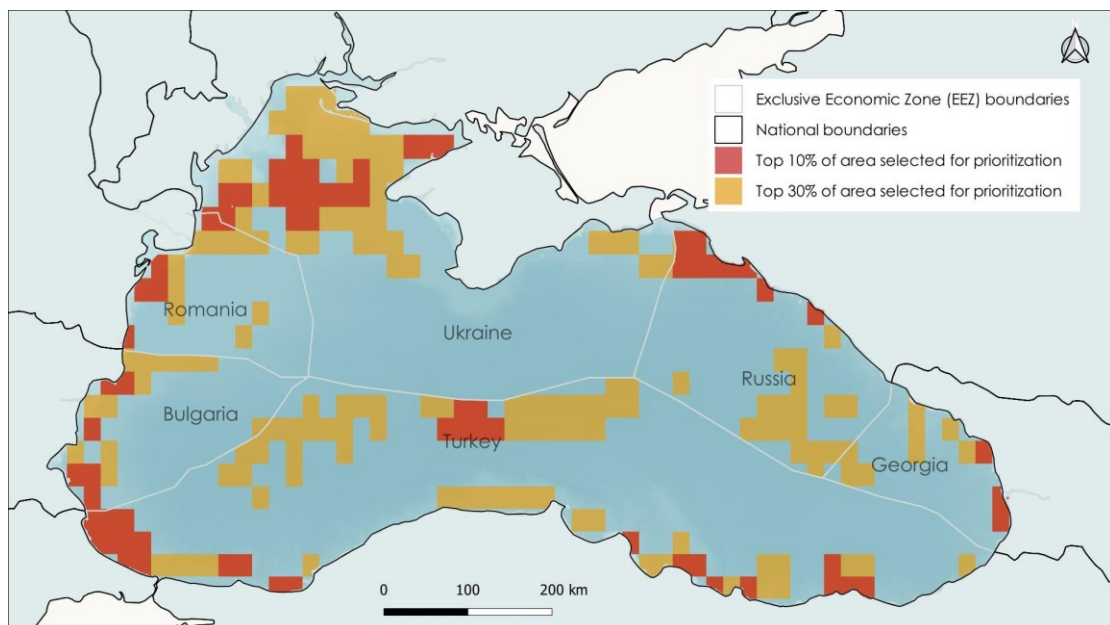 N
Exclusive Economic Zone (EEZ) boundaries
National boundaries
Top 10% of area selected for prioritization
Top 30% of area selected for prioritization
Romania
Ukraine
Russia
Bulgaria
Turkey
Georgia
0 100 200 km